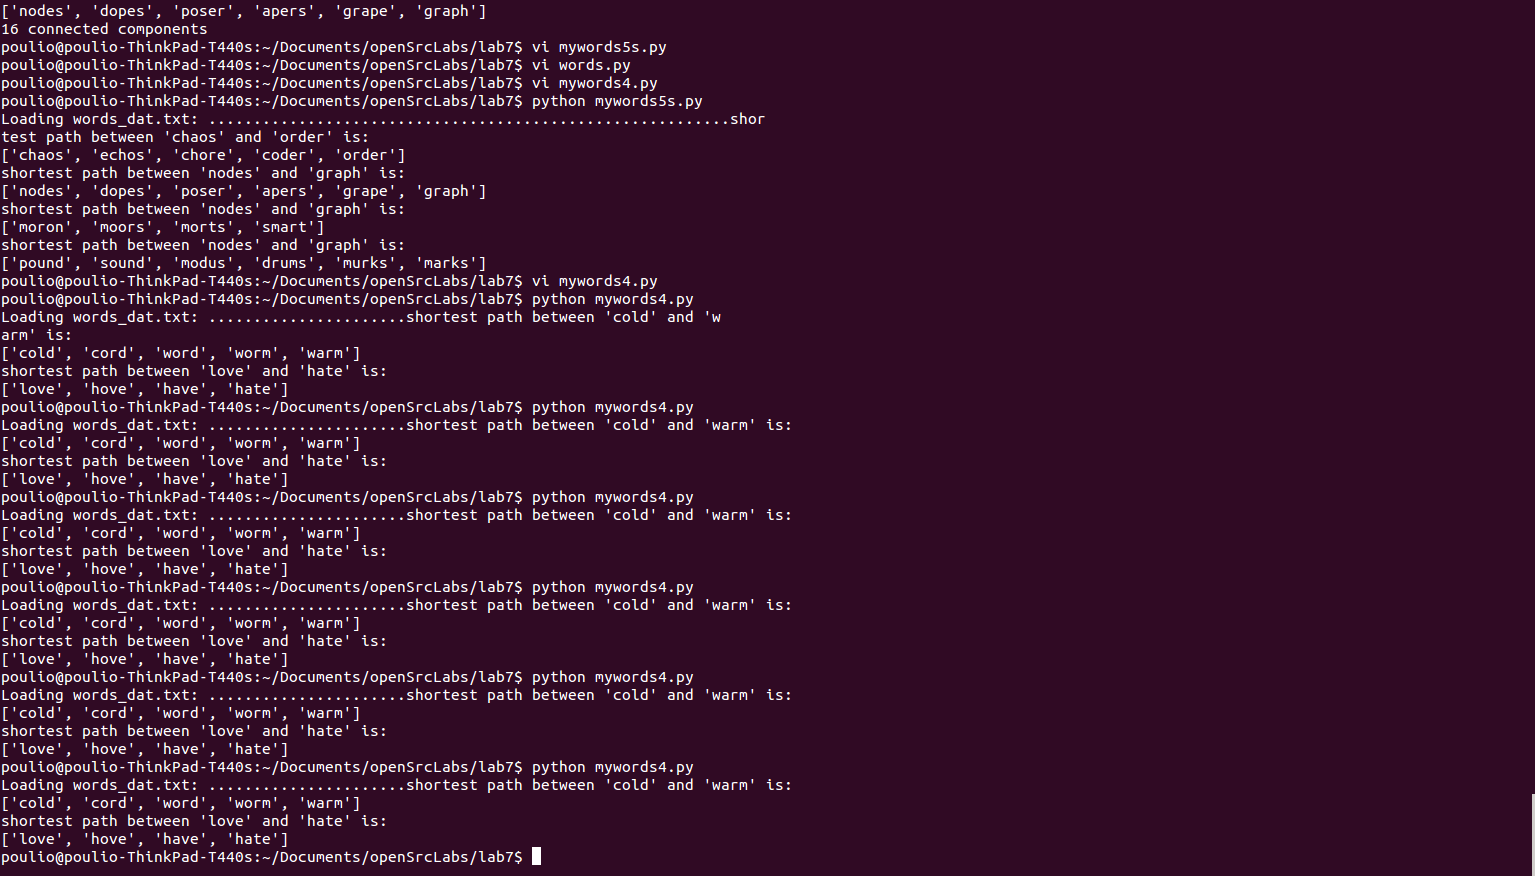 ['nodes', 'dopes', 'poser', 'apers', 'grape', 'graph']
16 connected components
poulio@poulio-ThinkPad-T440s:~/Documents/openSrcLabs/lab7$ vi mywords5s.py
poulio@poulio-ThinkPad-T440s:~/Documents/openSrcLabs/lab7$ vi words.py
poulio@poulio-ThinkPad-T440s:~/Documents/openSrcLabs/lab7$ vi mywords4.py
poulio@poulio-ThinkPad-T440s:~/Documents/openSrcLabs/lab7$ python mywords5s.py
Loading words_dat.txt: ..........................................................shor
test path between 'chaos' and 'order' is:
['chaos', 'echos', 'chore', 'coder', 'order']
shortest path between 'nodes' and 'graph' is:
['nodes', 'dopes', 'poser', 'apers', 'grape', 'graph']
shortest path between 'nodes' and 'graph' is:
['moron', 'moors', 'morts', 'smart']
shortest path between 'nodes' and 'graph' is:
['pound', 'sound', 'modus', 'drums', 'murks', 'marks']
poulio@poulio-ThinkPad-T440s:~/Documents/openSrcLabs/lab7$ vi mywords4.py
poulio@poulio-ThinkPad-T440s:~/Documents/openSrcLabs/lab7$ python mywords4.py
Loading words_dat.txt: ......................shortest path between 'cold' and 'w
arm' is:
['cold', 'cord', 'word', 'worm', 'warm']
shortest path between 'love' and 'hate' is:
['love', 'hove', 'have', 'hate']
poulio@poulio-ThinkPad-T440s:~/Documents/openSrcLabs/lab7$ python mywords4.py
Loading words_dat.txt: ......................shortest path between 'cold' and 'warm' is:
['cold', 'cord', 'word', 'worm', 'warm']
shortest path between 'love' and 'hate' is:
['love', 'hove', 'have', 'hate']
poulio@poulio-ThinkPad-T440s:~/Documents/openSrcLabs/lab7$ python mywords4.py
Loading words_dat.txt: ......................shortest path between 'cold' and 'warm' is:
['cold', 'cord', 'word', 'worm', 'warm']
shortest path between 'love' and 'hate' is:
['love', 'hove', 'have', 'hate']
poulio@poulio-ThinkPad-T440s:~/Documents/openSrcLabs/lab7$ python mywords4.py
Loading words_dat.txt: ......................shortest path between 'cold' and 'warm' is:
['cold', 'cord', 'word', 'worm', 'warm']
shortest path between 'love' and 'hate' is:
['love', 'hove', 'have', 'hate']
poulio@poulio-ThinkPad-T440s:~/Documents/openSrcLabs/lab7$ python mywords4.py
Loading words_dat.txt: ......................shortest path between 'cold' and 'warm' is:
['cold', 'cord', 'word', 'worm', 'warm']
shortest path between 'love' and 'hate' is:
['love', 'hove', 'have', 'hate']
poulio@poulio-ThinkPad-T440s:~/Documents/openSrcLabs/lab7$ python mywords4.py
Loading words_dat.txt: ......................shortest path between 'cold' and 'warm' is:
['cold', 'cord', 'word', 'worm', 'warm']
shortest path between 'love' and 'hate' is:
['love', 'hove', 'have', 'hate']
poulio@poulio-ThinkPad-T440s:~/Documents/openSrcLabs/lab7$